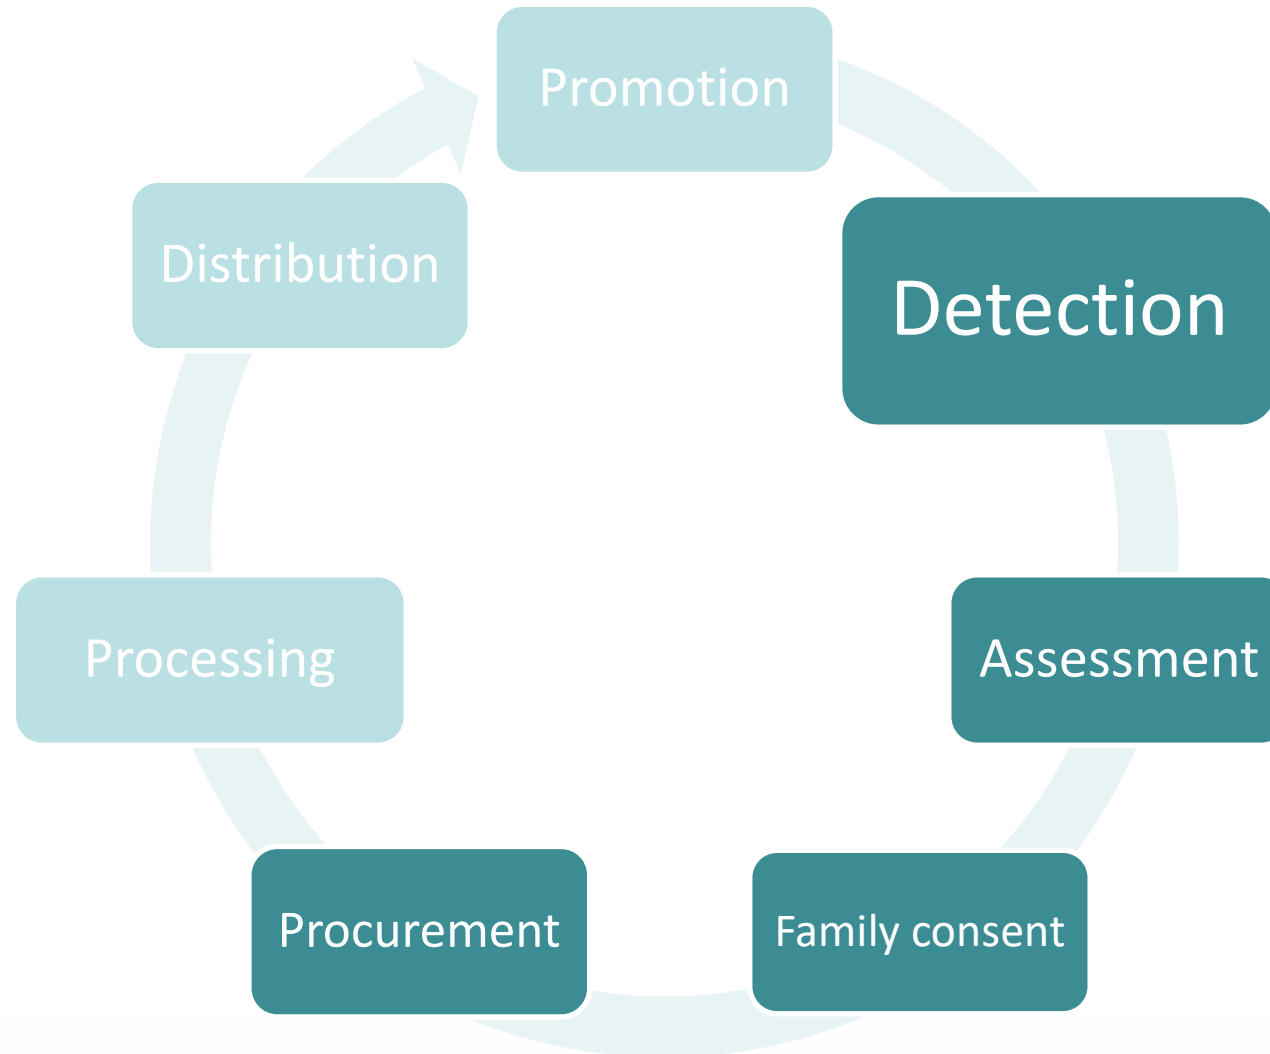 Promotion
Detection
Assessment
Family consent
Procurement
Processing
Distribution